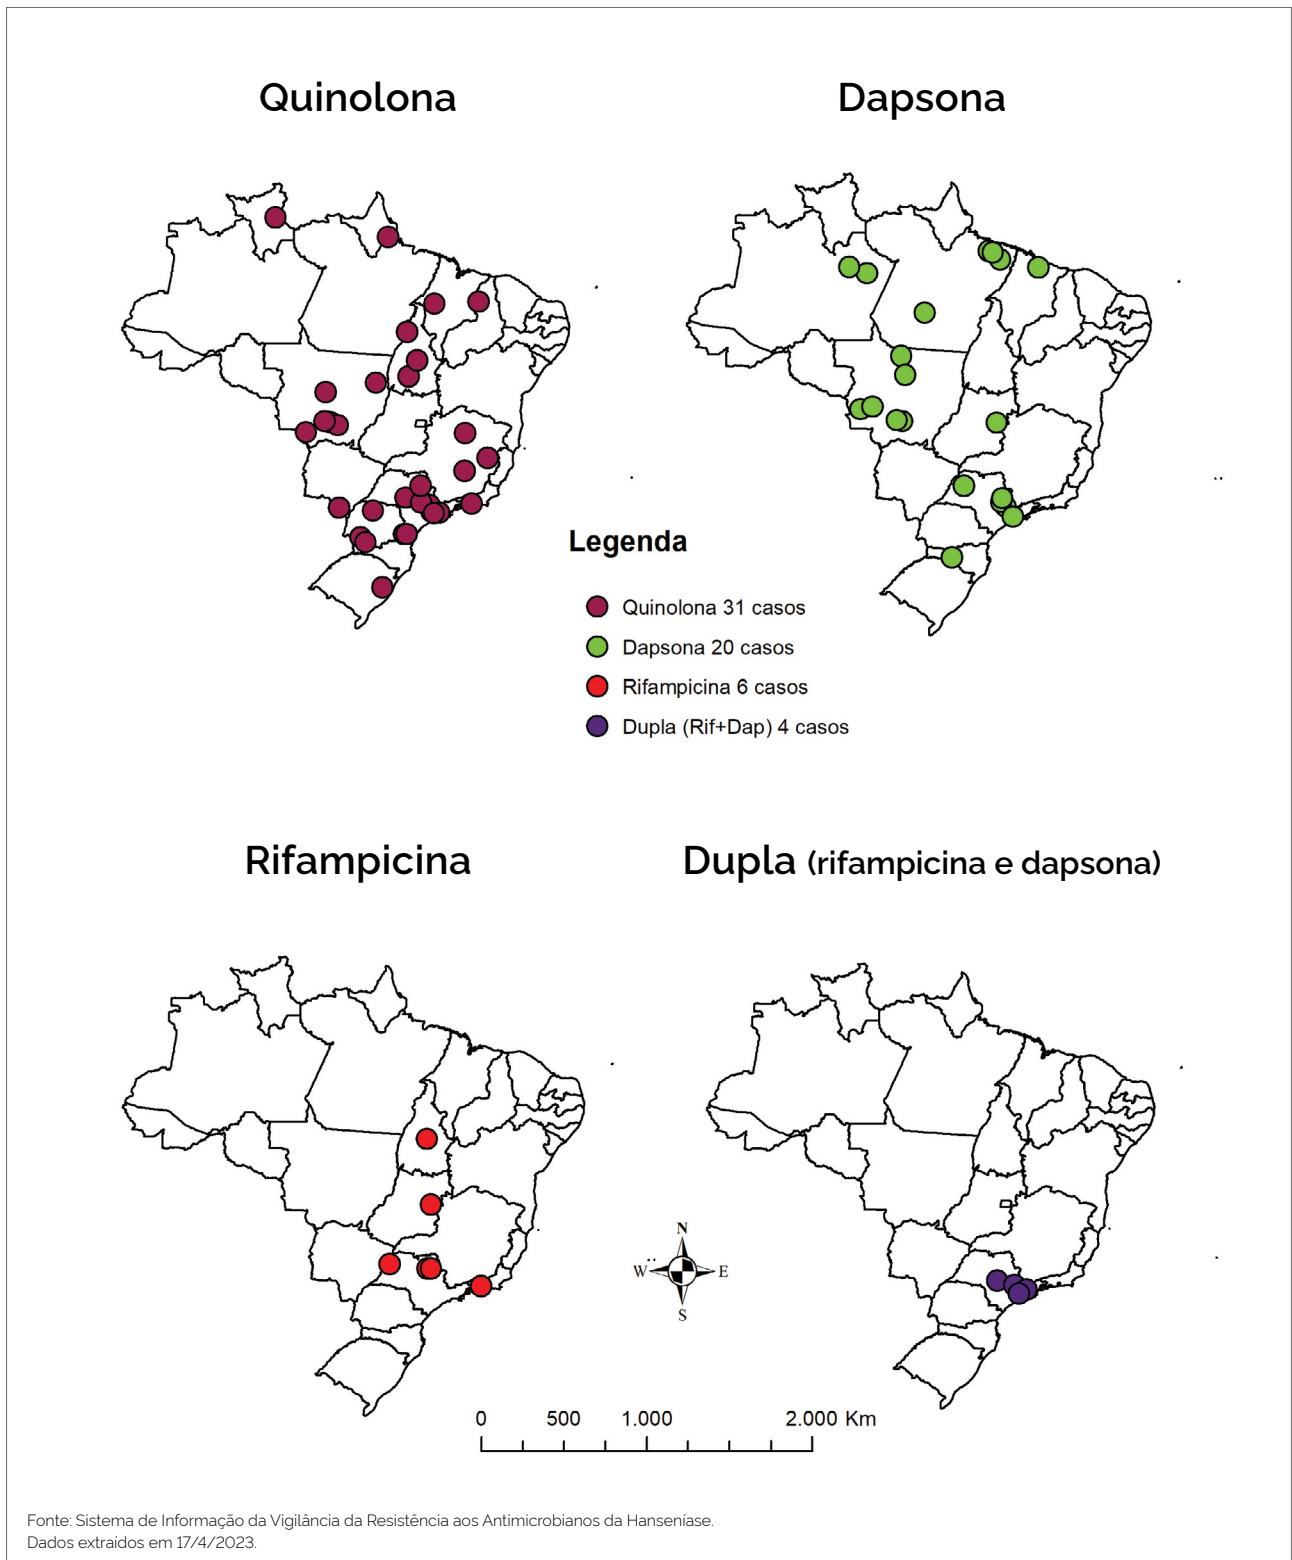 Quinolona
Dapsona
Legenda
Quinolona 31 casos
Dapsona 20 casos
Rifampicina 6 casos
Dupla (Rif+Dap) 4 casos
Rifampicina
Dupla (rifampicina e dapsona)
N
W
E
S
0 500 1.000 2.000 Km
Fonte: Sistema de Informação da Vigilância da Resistência aos Antimicrobianos da Hanseníase.
Dados extraídos em 17/4/2023.